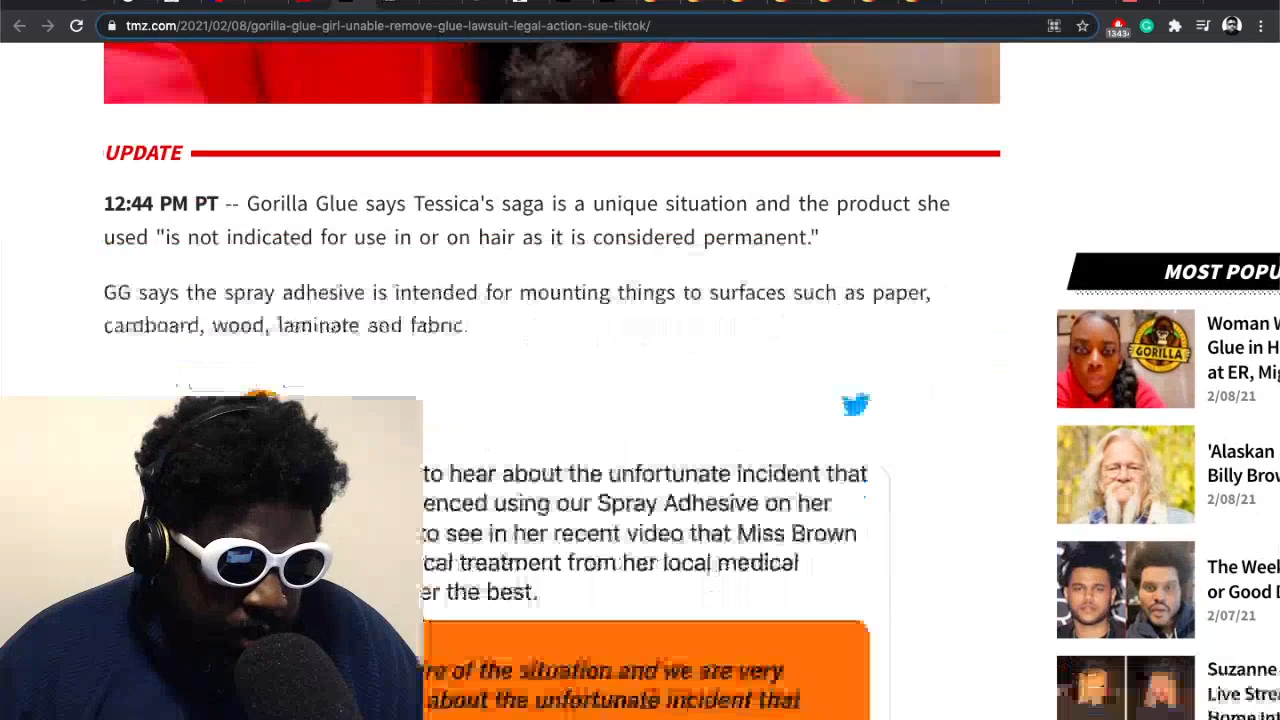 tmz.com/2021/02/08/gorilla-glue-girl-unable-remove-glue-lawsuit-legal-action-sue-tiktok/
UPDATE
12:44 PM PT -- Gorilla Glue says Tessica's saga is a unique situation and the product she
used "is not indicated for use in or on hair as it is considered permanent."
GG says the spray adhesive is intended for mounting things to surfaces such as paper,
cardboard, wood, laminate and fabric.
to hear about the unfortunate incident that
enced using our Spray Adhesive on her
to see in her recent video that Miss Brown
cal treatment from her local medical
er the best.
re of the situation and we are very
about the unfortunate incident that
MOST POPU
GORILLA
Woman W
Glue in H
at ER, Mig
2/08/21
'Alaskan
Billy Brow
2/08/21
The Week
or Good D
2/07/21
Suzanne
Live Stre